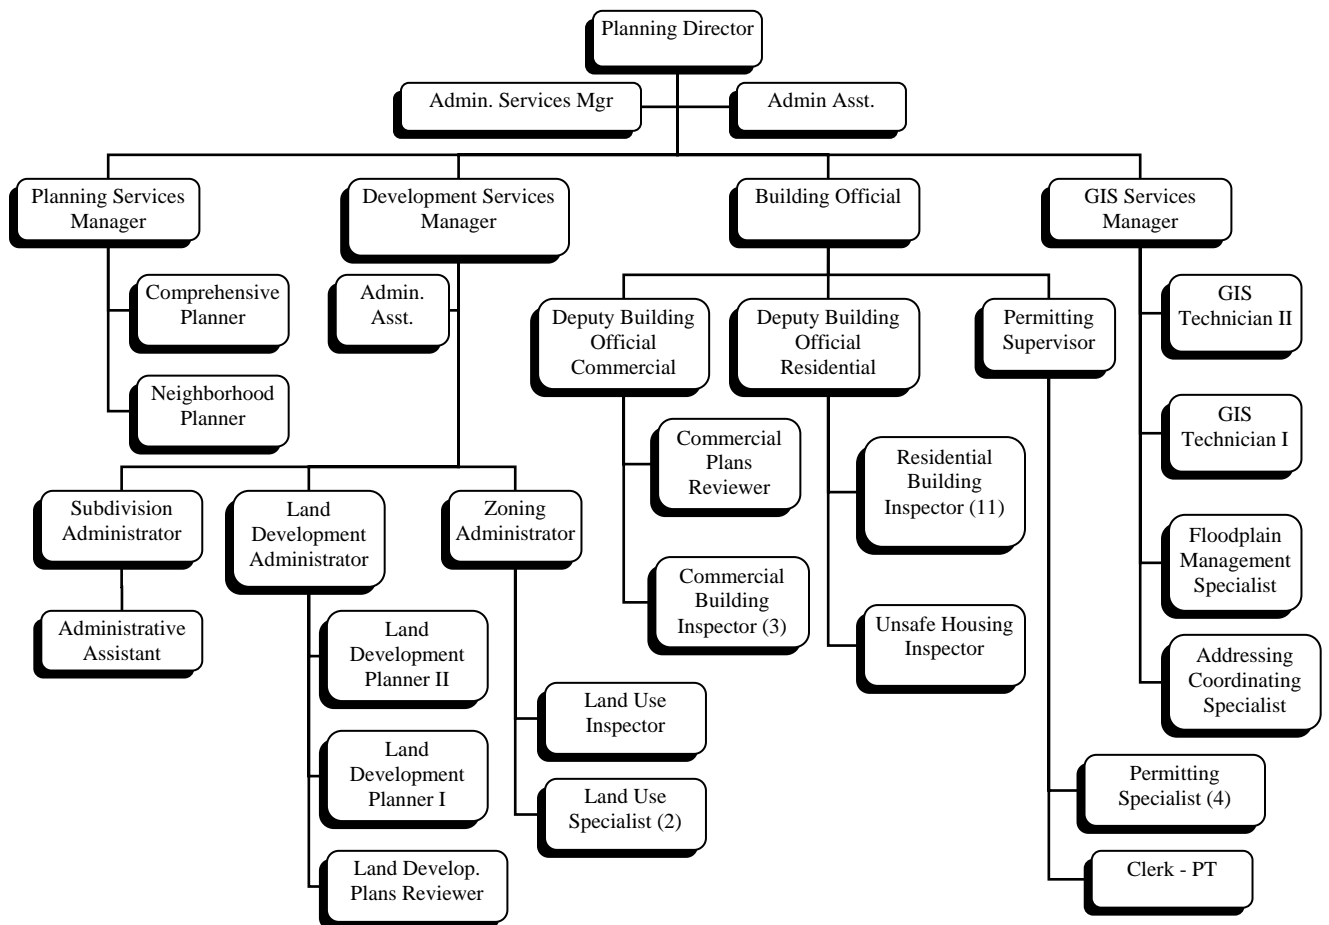 Planning Director
Admin. Services Mgr
Admin Asst.
Planning Services
Manager
Development Services
Manager
Building Official
GIS Services
Manager
Comprehensive
Planner
Neighborhood
Planner
Admin.
Asst.
Subdivision
Administrator
Administrative
Assistant
Land
Development
Administrator
Land
Development
Planner II
Land
Development
Planner I
Land Develop.
Plans Reviewer
Zoning
Administrator
Land Use
Inspector
Land Use
Specialist (2)
Deputy Building
Official
Commercial
Commercial
Plans
Reviewer
Commercial
Building
Inspector (3)
Deputy Building
Official
Residential
Residential
Building
Inspector (11)
Unsafe Housing
Inspector
Permitting
Supervisor
Permitting
Specialist (4)
Clerk - PT
GIS
Technician II
GIS
Technician I
Floodplain
Management
Specialist
Addressing
Coordinating
Specialist